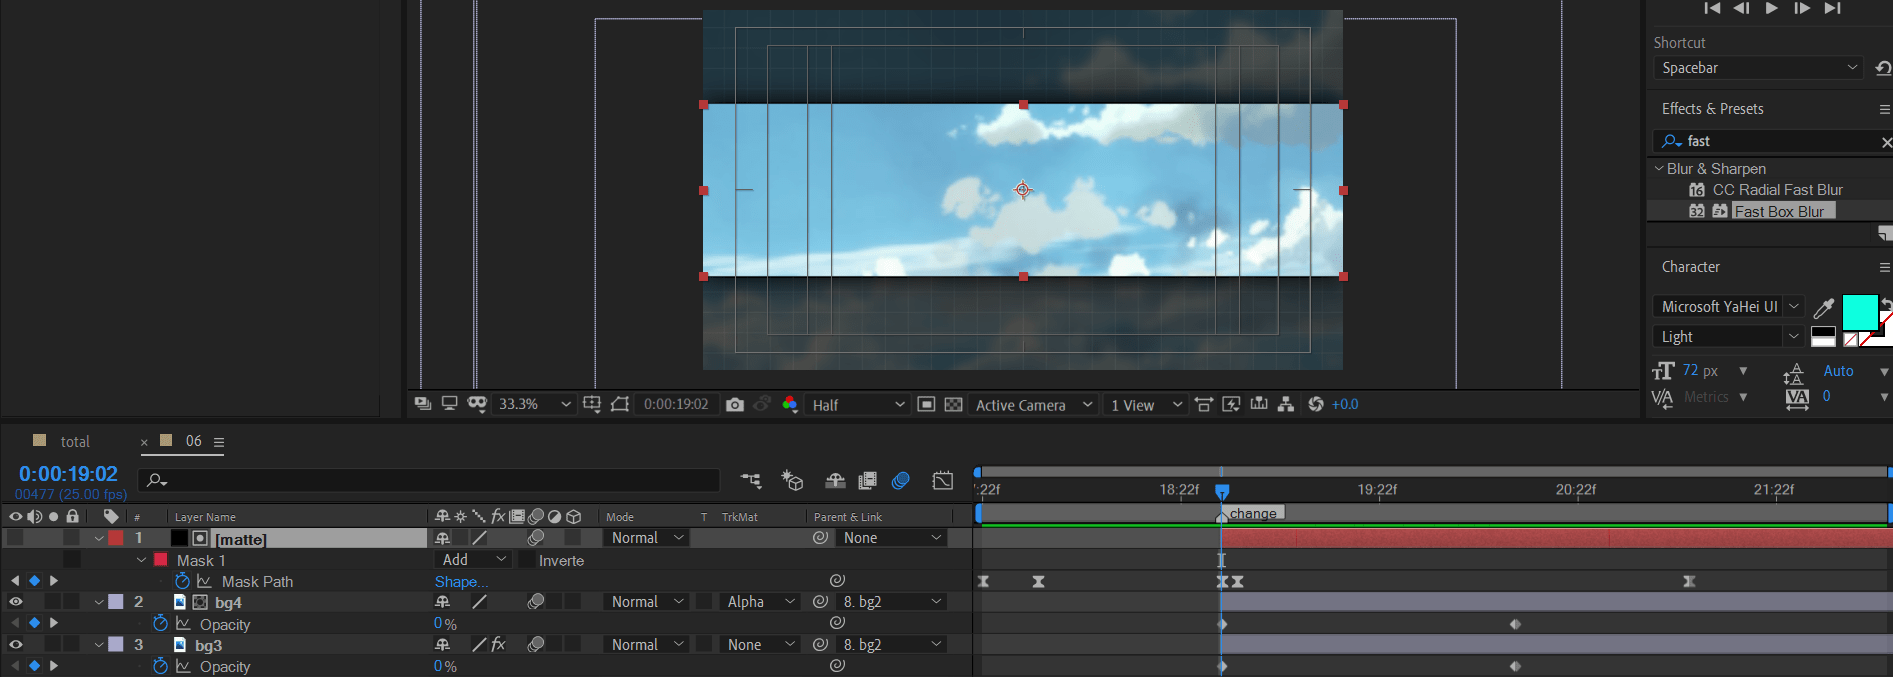 Shortcut
Spacebar
Effects & Presets
fast
Blur & Sharpen
16 CC Radial Fast Blur
32 Fast Box Blur
Character
Microsoft YaHei UI
Light
72 px
Auto
Metrics
0
33.3%
0:00:19:02
Half
Active Camera
1 View
+0.0
total
× 06
0:00:19:02
00477 (25.00 fps)
:22f 18:22f 19:22f 20:22f 21:22f
# Layer Name fx Mode T TrkMat Parent & Link
change
1 [matte] Normal None
Mask 1 Add Inverte
Mask Path Shape...
2 bg4 Normal Alpha 8. bg2
Opacity 0 %
3 bg3 fx Normal None 8. bg2
Opacity 0 %